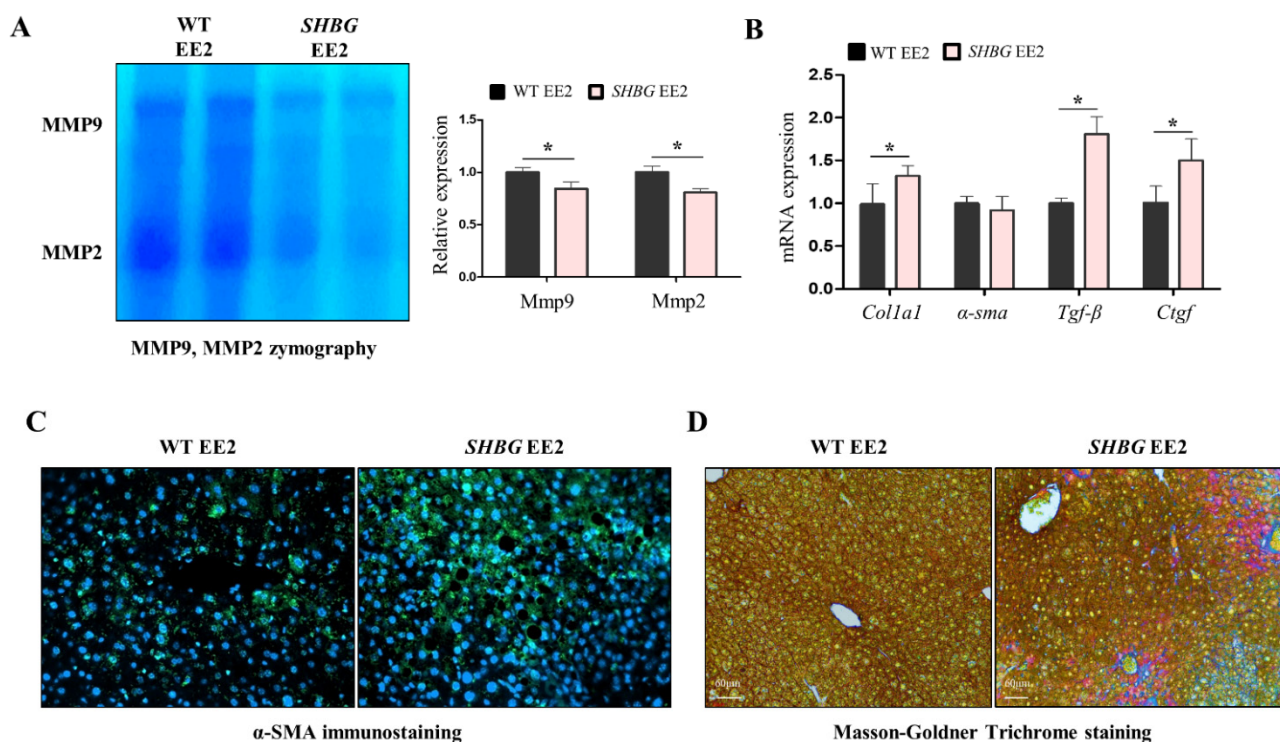 A
WT
EE2
SHBG
EE2
MMP9
MMP2
MMP9, MMP2 zymography
WT EE2
SHBG EE2
Relative expression
1.5
1.0
0.5
0.0
*
*
Mmp9
Mmp2
B
WT EE2
SHBG EE2
mRNA expression
2.5
2.0
1.5
1.0
0.5
0.0
*
*
*
Col1a1
α-sma
Tgf-β
Ctgf
C
WT EE2
SHBG EE2
α-SMA immunostaining
D
WT EE2
SHBG EE2
60μm
60μm
Masson-Goldner Trichrome staining